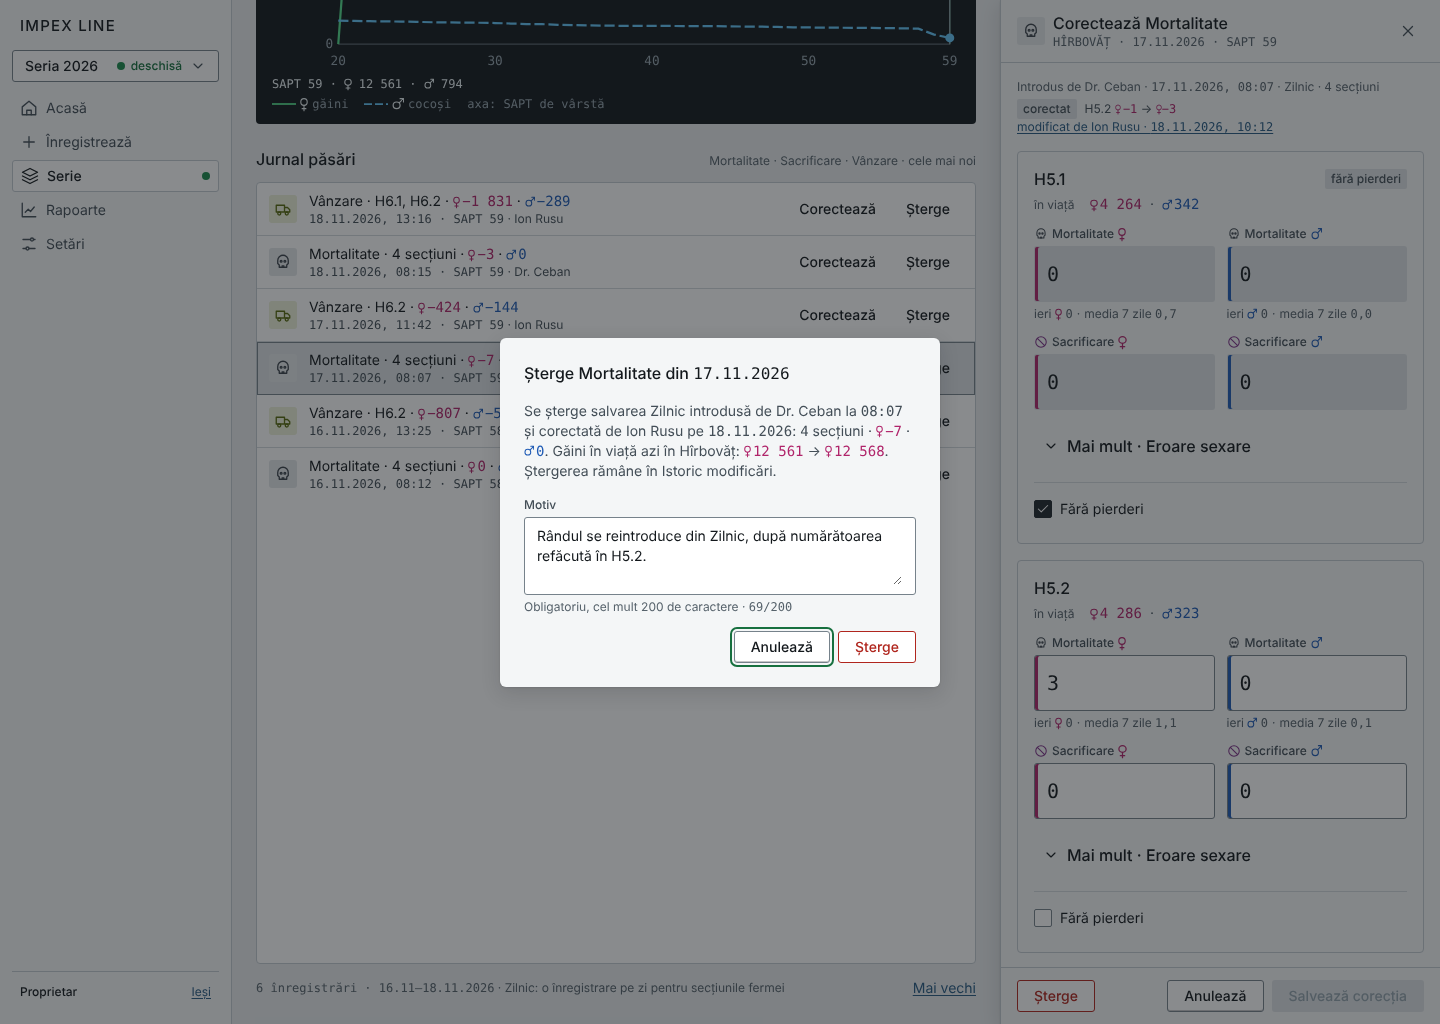 IMPEX LINE
Seria 2026 deschisă
Acasă
Înregistrează
Serie
Rapoarte
Setări
Proprietar
Ieși
0
20 30 40 50 59
SAPT 59 · ♀ 12 561 · ♂ 794
♀ găini ♂ cocoși axa: SAPT de vârstă
Jurnal păsări
Mortalitate · Sacrificare · Vânzare · cele mai noi
Vânzare · H6.1, H6.2 · ♀−1 831 · ♂−289
18.11.2026, 13:16 · SAPT 59 · Ion Rusu
Corectează Șterge
Mortalitate · 4 secțiuni · ♀−3 · ♂0
18.11.2026, 08:15 · SAPT 59 · Dr. Ceban
Corectează Șterge
Vânzare · H6.2 · ♀−424 · ♂−144
17.11.2026, 11:42 · SAPT 59 · Ion Rusu
Corectează Șterge
Mortalitate · 4 secțiuni · ♀−7
17.11.2026, 08:07 · SAPT 59
Vânzare · H6.2 · ♀−807 · ♂−5
16.11.2026, 13:25 · SAPT 58
Mortalitate · 4 secțiuni · ♀0 ·
16.11.2026, 08:12 · SAPT 58
6 înregistrări · 16.11–18.11.2026 · Zilnic: o înregistrare pe zi pentru secțiunile fermei
Mai vechi
Șterge Mortalitate din 17.11.2026
Se șterge salvarea Zilnic introdusă de Dr. Ceban la 08:07
și corectată de Ion Rusu pe 18.11.2026: 4 secțiuni · ♀−7 ·
♂0. Găini în viață azi în Hîrbovăț: ♀12 561 → ♀12 568.
Ștergerea rămâne în Istoric modificări.
Motiv
Rândul se reintroduce din Zilnic, după numărătoarea
refăcută în H5.2.
Obligatoriu, cel mult 200 de caractere · 69/200
Anulează Șterge
Corectează Mortalitate
HÎRBOVĂȚ · 17.11.2026 · SAPT 59
Introdus de Dr. Ceban · 17.11.2026, 08:07 · Zilnic · 4 secțiuni
corectat H5.2 ♀−1 → ♀−3
modificat de Ion Rusu · 18.11.2026, 10:12
H5.1 fără pierderi
în viață ♀4 264 · ♂342
Mortalitate ♀ Mortalitate ♂
0 0
ieri ♀0 · media 7 zile 0,7 ieri ♂0 · media 7 zile 0,0
Sacrificare ♀ Sacrificare ♂
0 0
Mai mult · Eroare sexare
Fără pierderi
H5.2
în viață ♀4 286 · ♂323
Mortalitate ♀ Mortalitate ♂
3 0
ieri ♀0 · media 7 zile 1,1 ieri ♂0 · media 7 zile 0,1
Sacrificare ♀ Sacrificare ♂
0 0
Mai mult · Eroare sexare
Fără pierderi
Șterge Anulează Salvează corecția